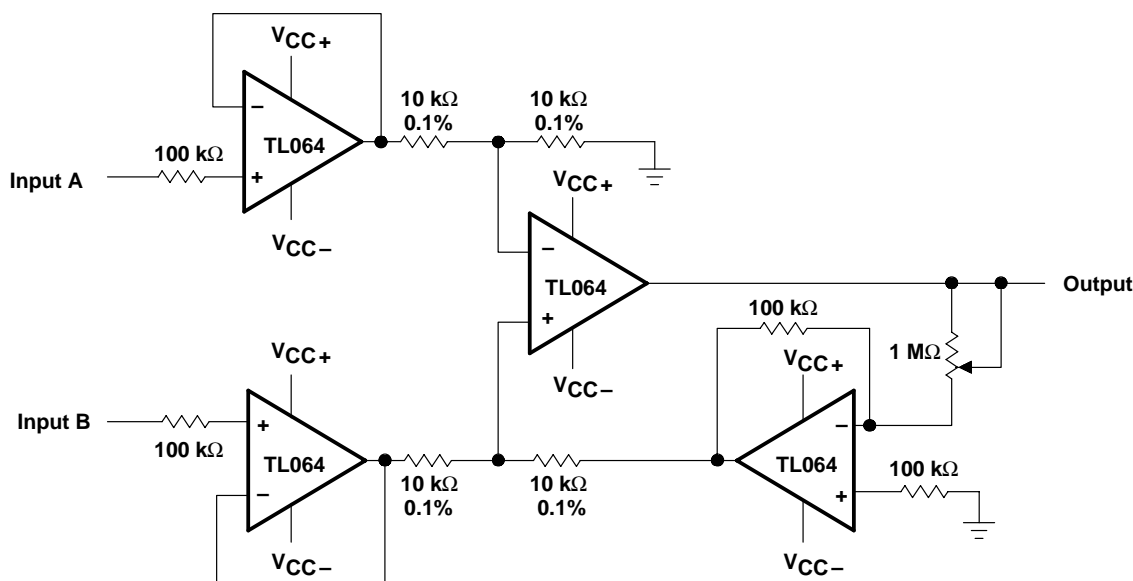 VCC+
−
TL064
+
VCC−
100 kΩ
Input A
10 kΩ
0.1%
10 kΩ
0.1%
VCC+
−
TL064
+
VCC−
Output
100 kΩ
1 MΩ
VCC+
−
TL064
+
VCC−
100 kΩ
VCC+
Input B
100 kΩ
+
TL064
−
VCC−
10 kΩ
0.1%
10 kΩ
0.1%